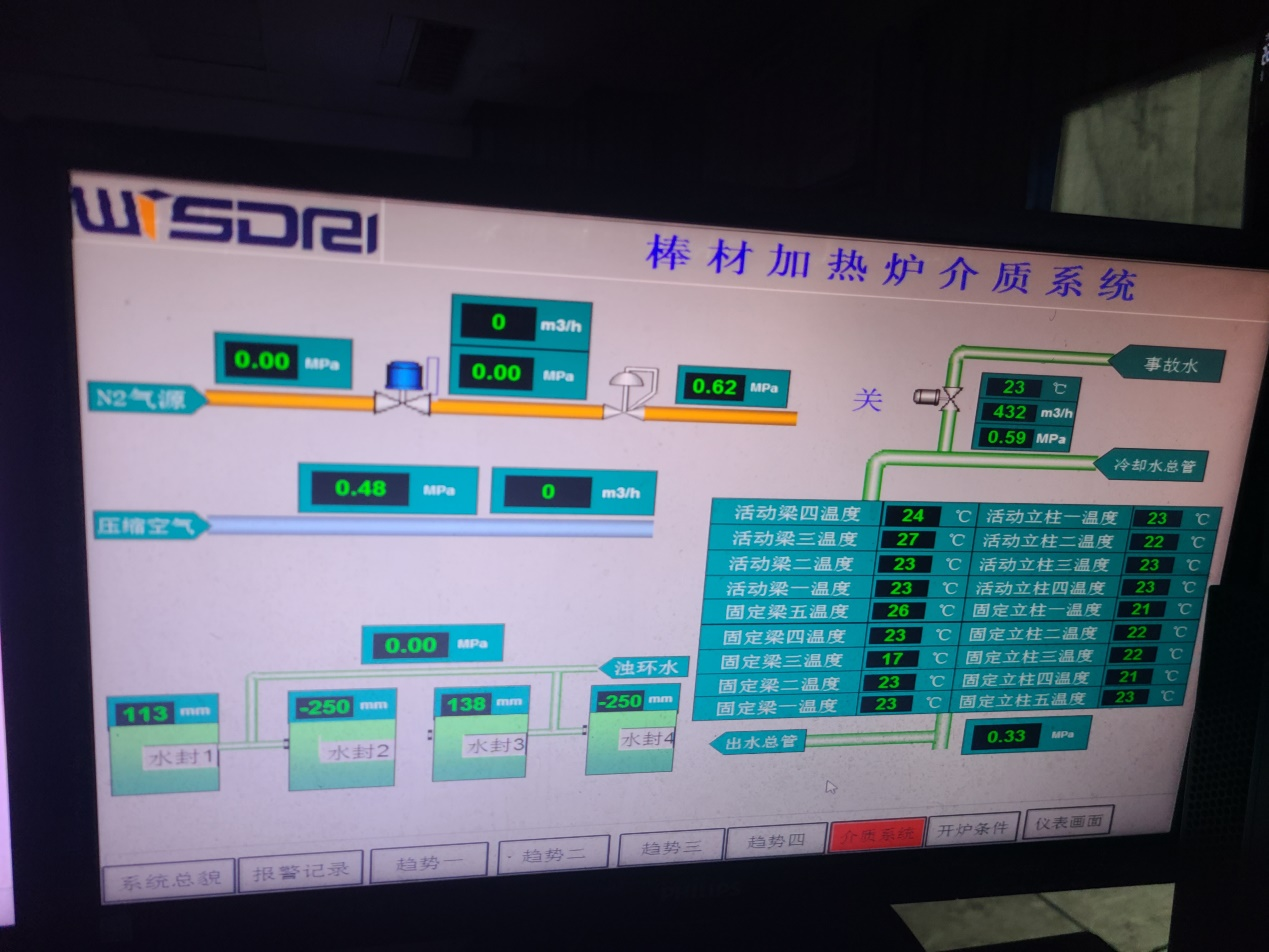 WISDRI
棒材加热炉介质系统
0 m3/h
0.00 MPa
0.00 MPa
N2气源
0.62 MPa
关
事故水
23 ℃
432 m3/h
0.59 MPa
冷却水总管
0.48 MPa
0 m3/h
压缩空气
活动梁四温度 24 ℃ 活动立柱一温度 23 ℃
活动梁三温度 27 ℃ 活动立柱二温度 22 ℃
活动梁二温度 23 ℃ 活动立柱三温度 23 ℃
活动梁一温度 23 ℃ 活动立柱四温度 23 ℃
固定梁五温度 26 ℃ 固定立柱一温度 21 ℃
固定梁四温度 23 ℃ 固定立柱二温度 22 ℃
固定梁三温度 17 ℃ 固定立柱三温度 22 ℃
固定梁二温度 23 ℃ 固定立柱四温度 21 ℃
固定梁一温度 23 ℃ 固定立柱五温度 23 ℃
0.00 MPa
浊环水
113 mm
-250 mm
138 mm
-250 mm
水封1
水封2
水封3
水封4
出水总管
0.33 MPa
系统总貌 报警记录 趋势一 趋势二 趋势三 趋势四 介质系统 开炉条件 仪表画面